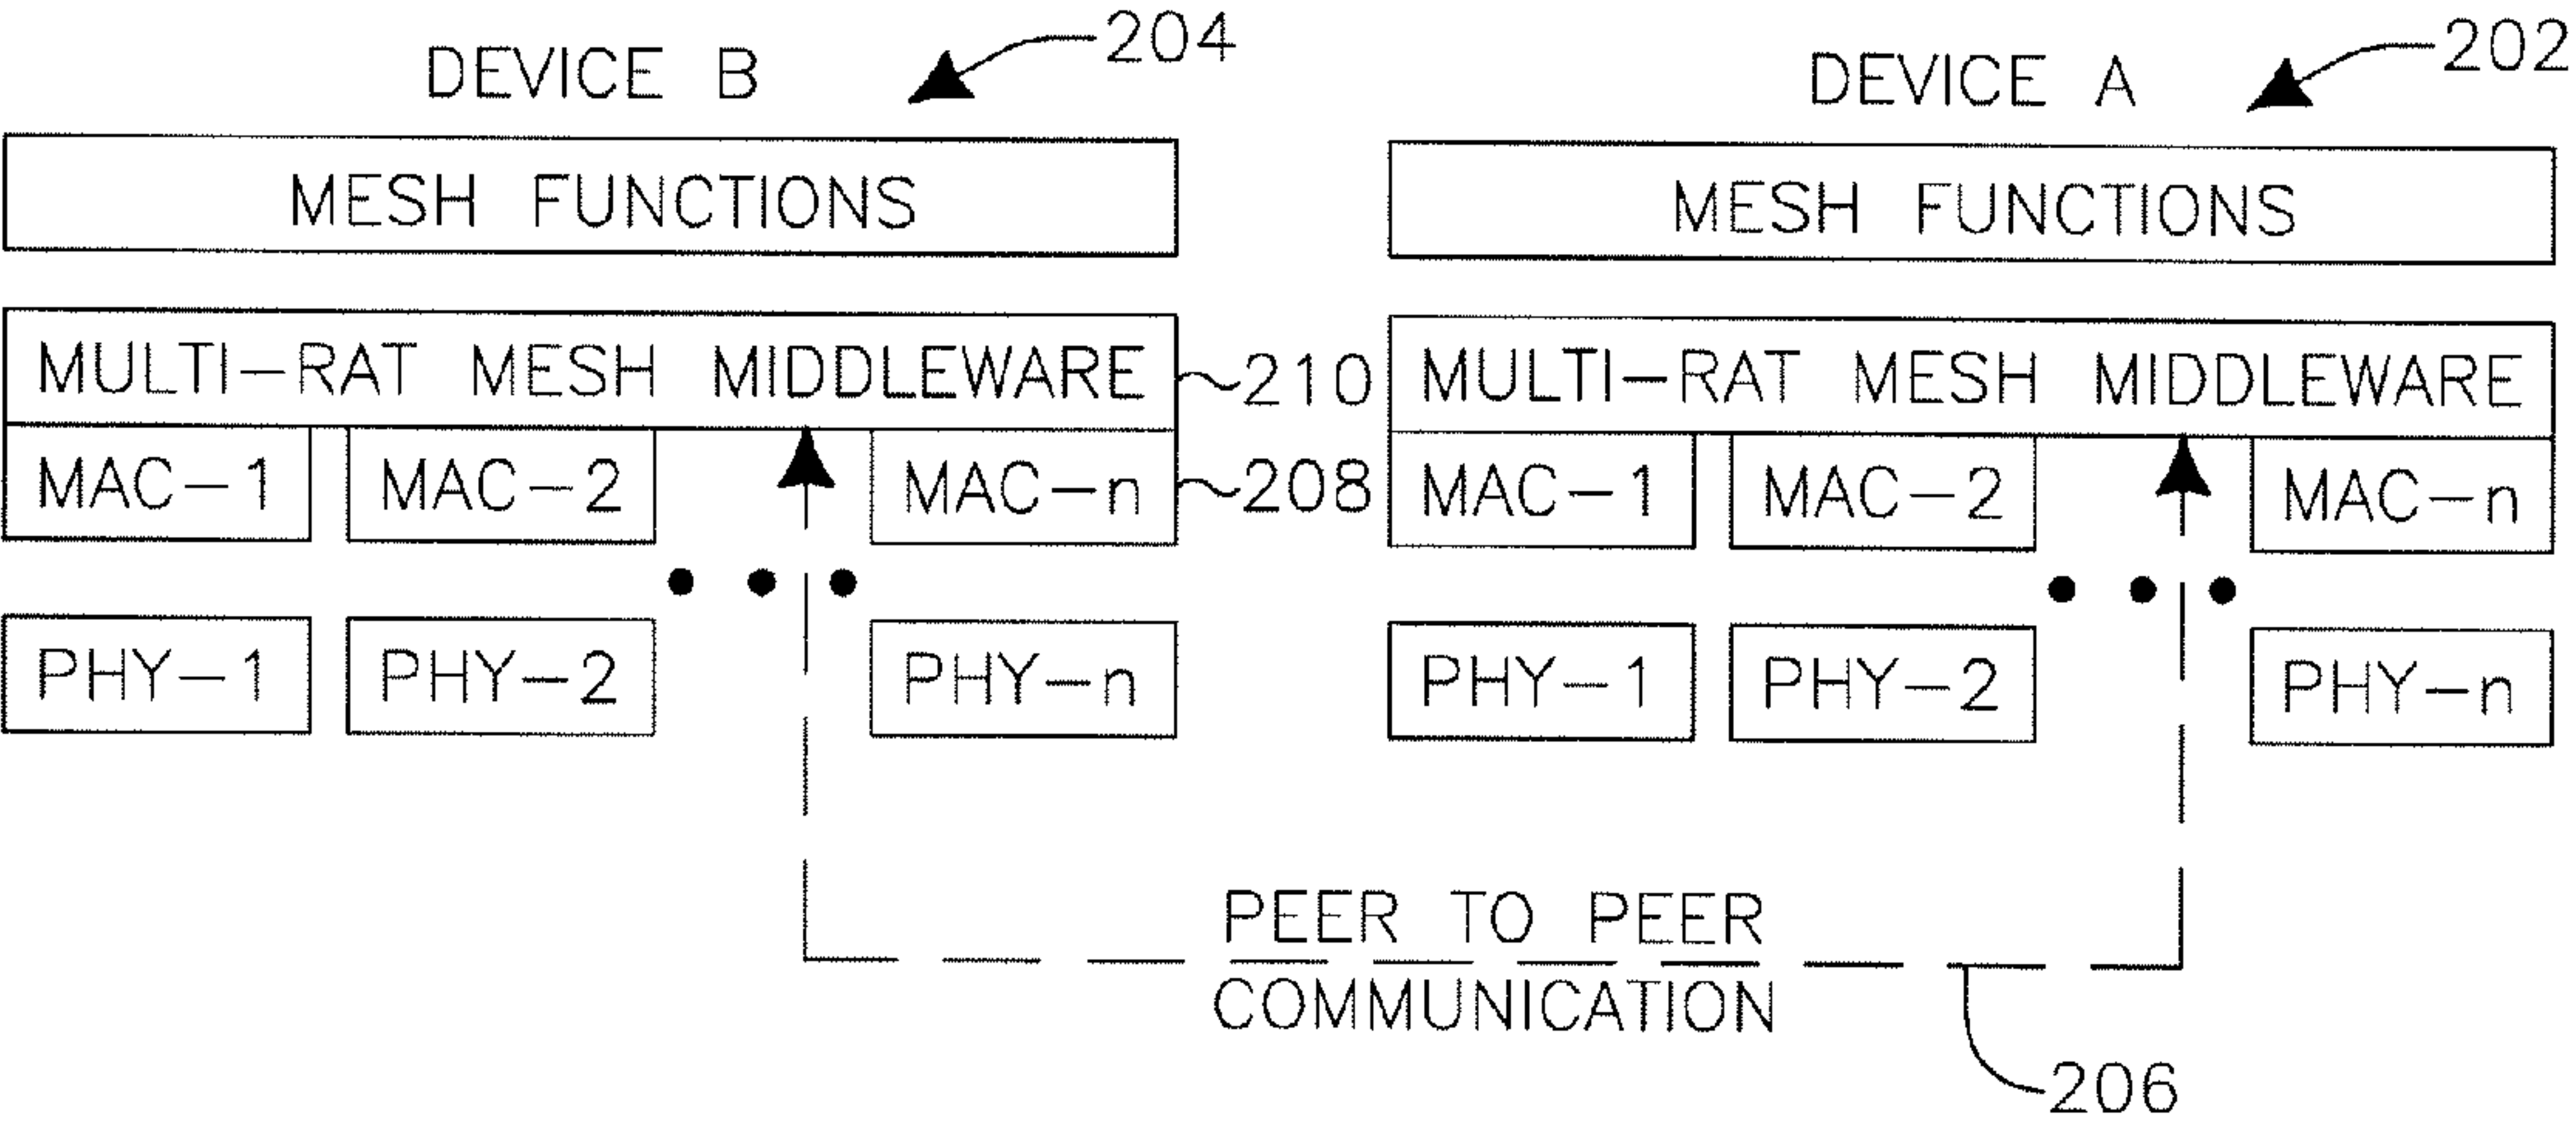 DEVICE B 204 DEVICE A 202
MESH FUNCTIONS MESH FUNCTIONS
MULTI-RAT MESH MIDDLEWARE 210 MULTI-RAT MESH MIDDLEWARE
MAC-1 MAC-2 MAC-n 208 MAC-1 MAC-2 MAC-n
PHY-1 PHY-2 PHY-n PHY-1 PHY-2 PHY-n
PEER TO PEER
COMMUNICATION
206